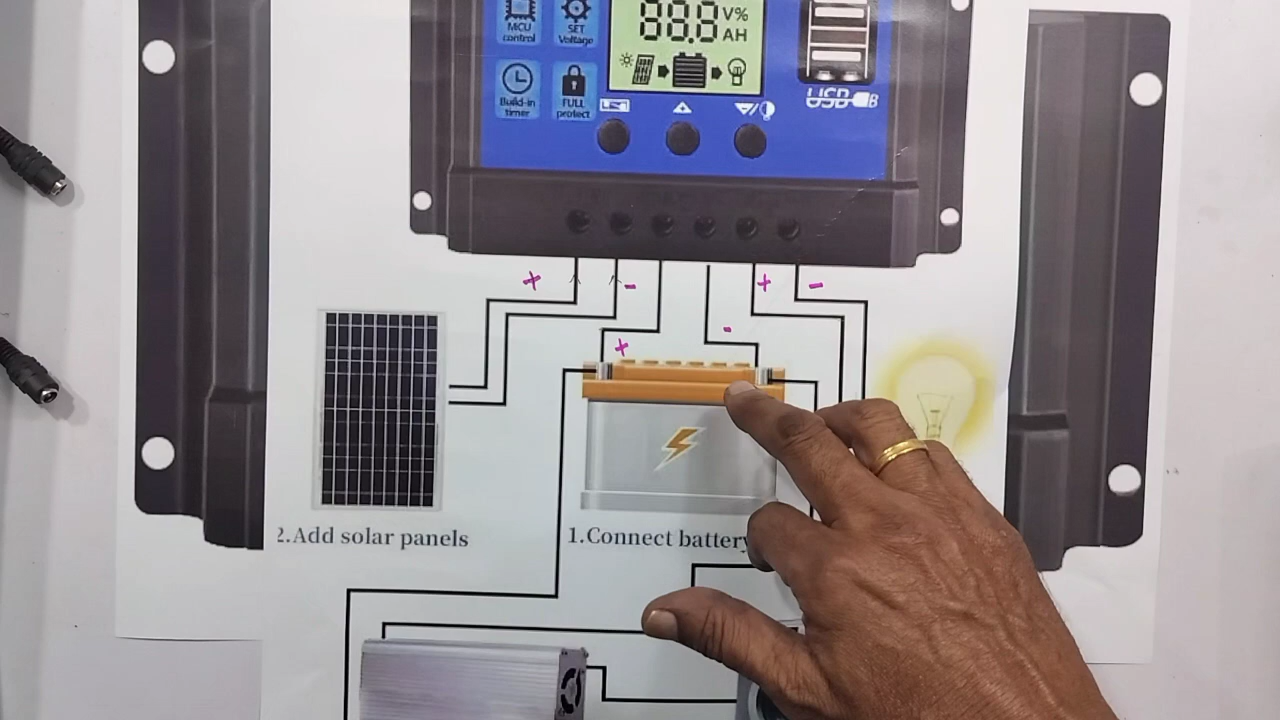 MCU
control
SET
Voltage
88.8 V%
AH
Build-in
timer
FULL
protect
USB
+ - + -
+ -
2.Add solar panels
1.Connect battery